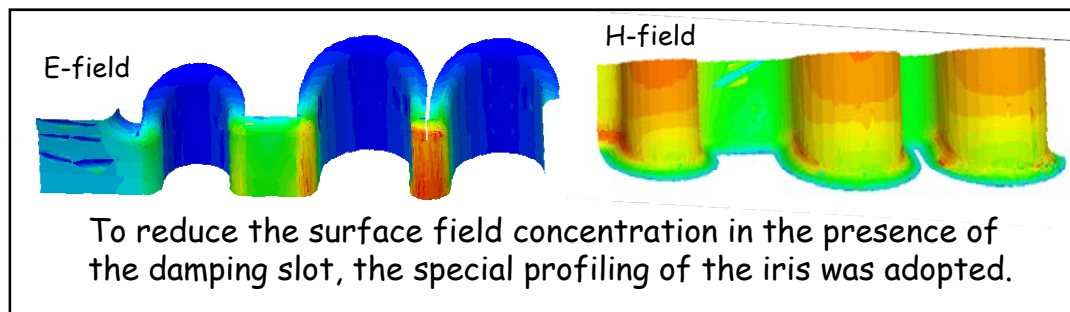 E-field
H-field
To reduce the surface field concentration in the presence of
the damping slot, the special profiling of the iris was adopted.